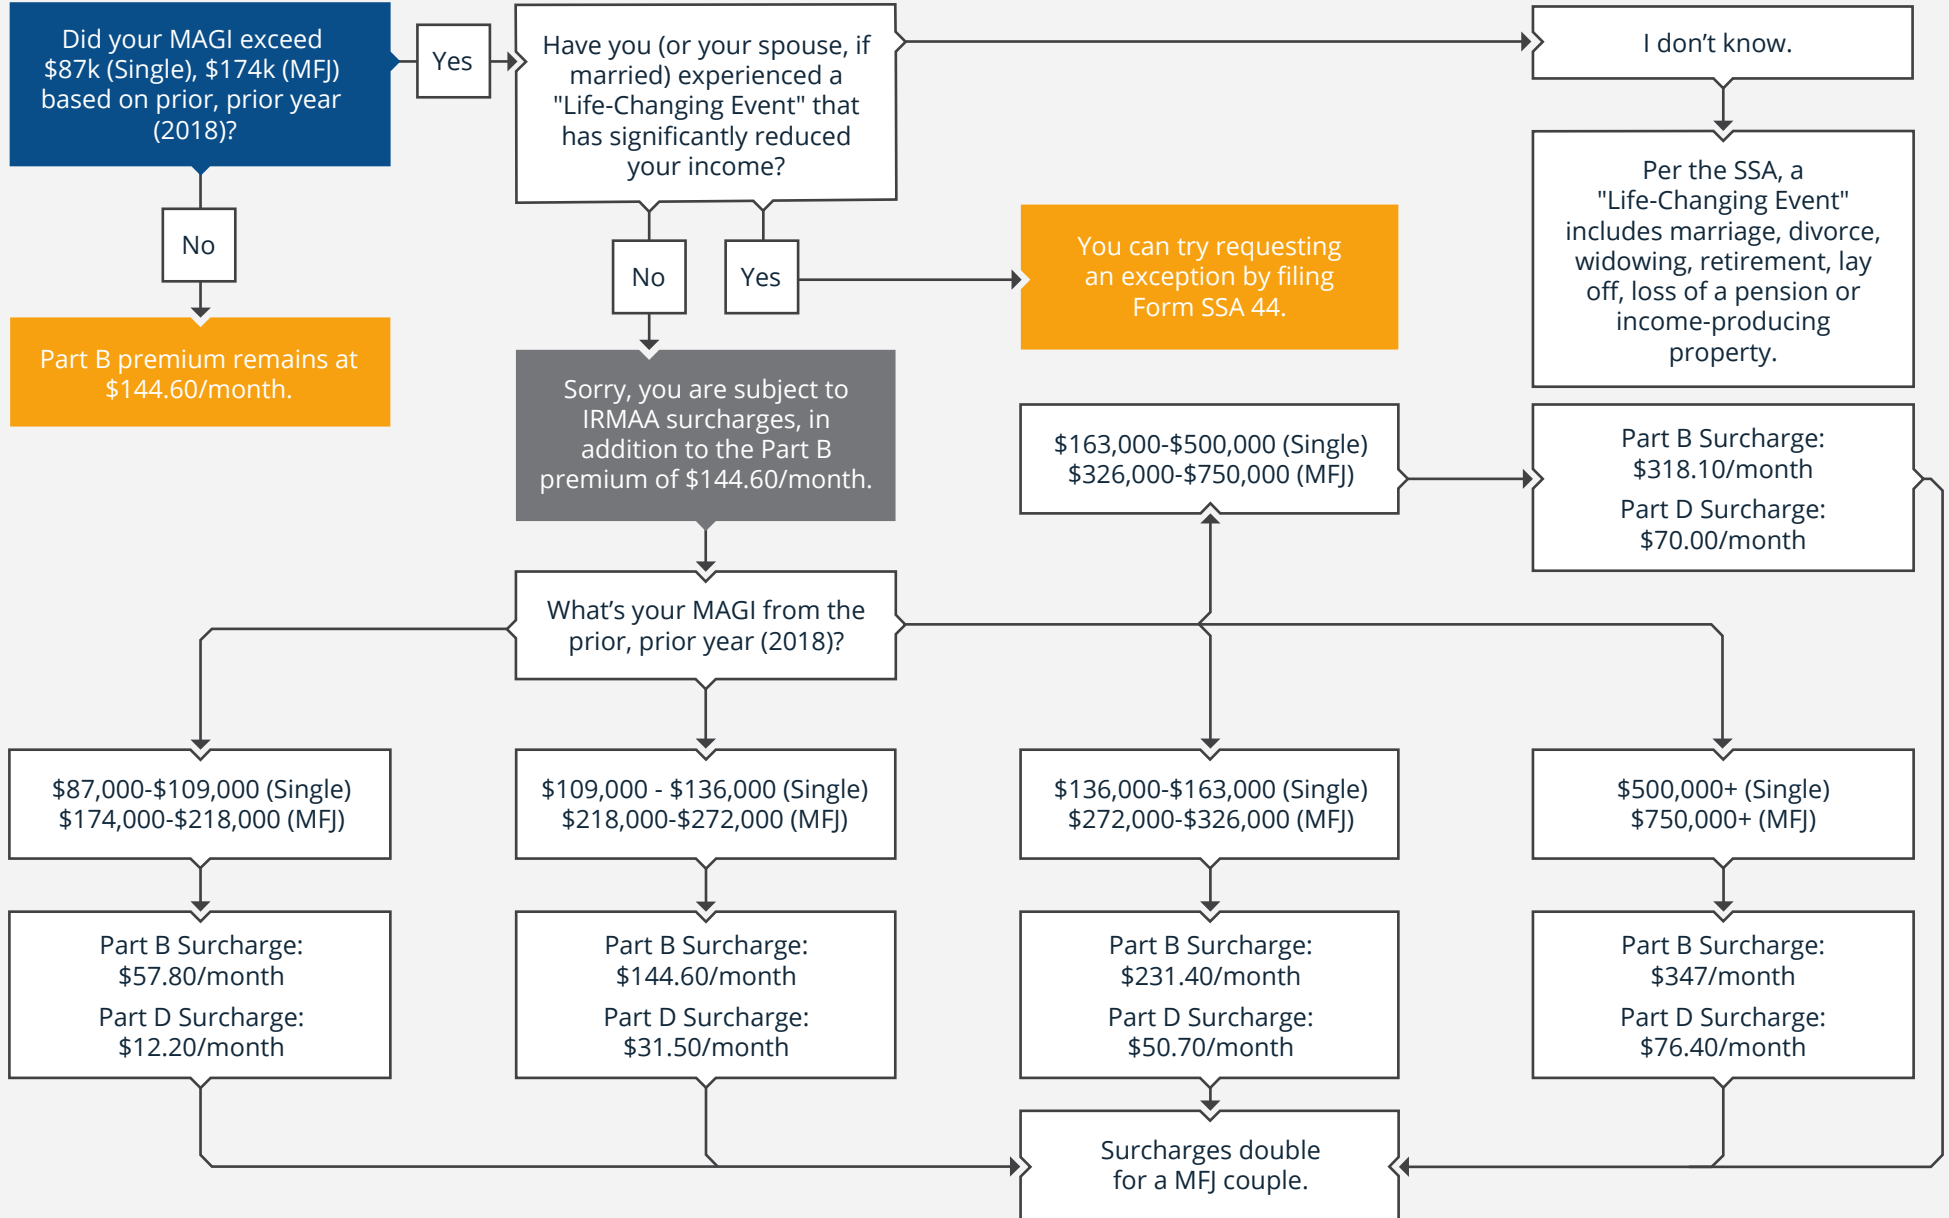 Did your MAGI exceed
$87k (Single), $174k (MFJ)
based on prior, prior year
(2018)?
Yes
Have you (or your spouse, if
married) experienced a
"Life-Changing Event" that
has significantly reduced
your income?
I don’t know.
No
Part B premium remains at
$144.60/month.
No
Yes
You can try requesting
an exception by filing
Form SSA 44.
Per the SSA, a
"Life-Changing Event"
includes marriage, divorce,
widowing, retirement, lay
off, loss of a pension or
income-producing
property.
Sorry, you are subject to
IRMAA surcharges, in
addition to the Part B
premium of $144.60/month.
$163,000-$500,000 (Single)
$326,000-$750,000 (MFJ)
Part B Surcharge:
$318.10/month
Part D Surcharge:
$70.00/month
What’s your MAGI from the
prior, prior year (2018)?
$87,000-$109,000 (Single)
$174,000-$218,000 (MFJ)
$109,000 - $136,000 (Single)
$218,000-$272,000 (MFJ)
$136,000-$163,000 (Single)
$272,000-$326,000 (MFJ)
$500,000+ (Single)
$750,000+ (MFJ)
Part B Surcharge:
$57.80/month
Part D Surcharge:
$12.20/month
Part B Surcharge:
$144.60/month
Part D Surcharge:
$31.50/month
Part B Surcharge:
$231.40/month
Part D Surcharge:
$50.70/month
Part B Surcharge:
$347/month
Part D Surcharge:
$76.40/month
Surcharges double
for a MFJ couple.